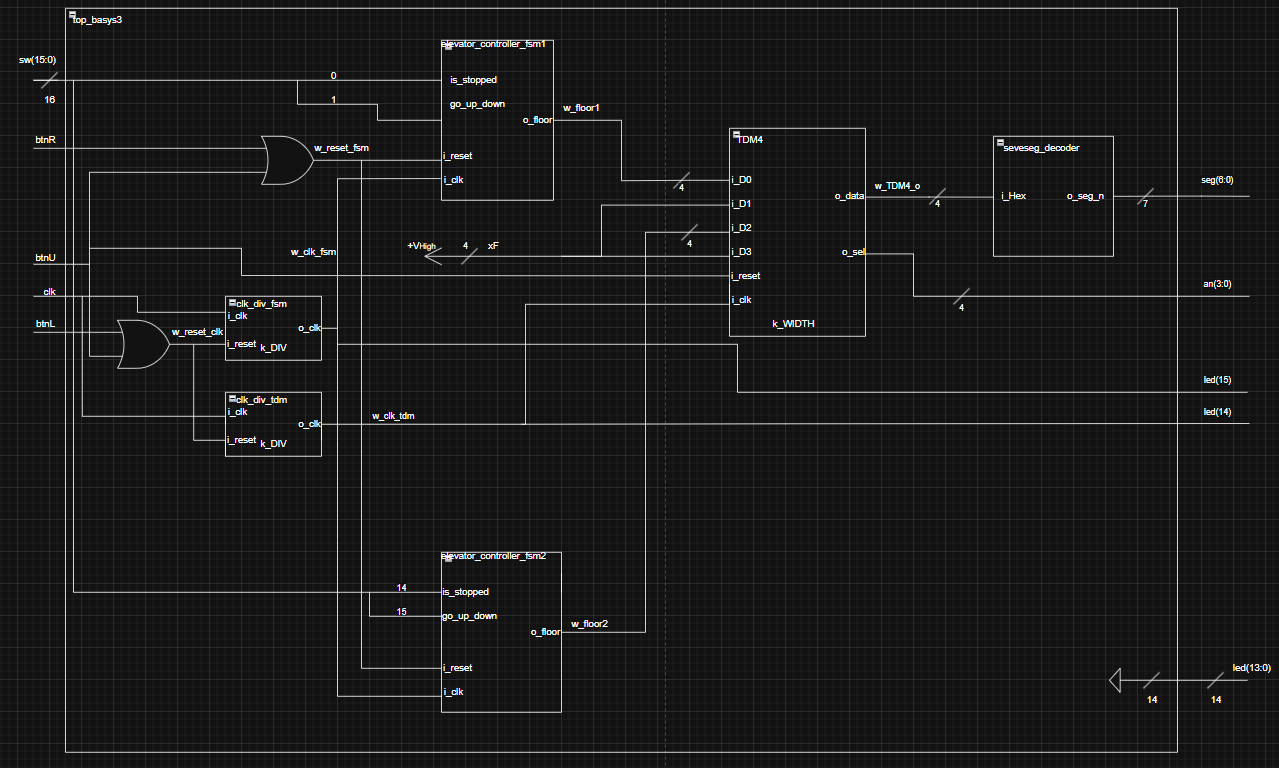 top_basys3
elevator_controller_fsm1
sw(15:0)
16
0
is_stopped
1
go_up_down
o_floor
w_floor1
btnR
w_reset_fsm
i_reset
i_clk
TDM4
i_D0
4
i_D1
i_D2
4
i_D3
i_reset
i_clk
k_WIDTH
o_data
o_sel
w_TDM4_o
4
seveseg_decoder
i_Hex
o_seg_n
7
seg(6:0)
+VHigh
4
xF
w_clk_fsm
btnU
clk
btnL
w_reset_clk
clk_div_fsm
i_clk
o_clk
i_reset
k_DIV
an(3:0)
4
led(15)
clk_div_tdm
i_clk
o_clk
i_reset
k_DIV
w_clk_tdm
led(14)
elevator_controller_fsm2
14
is_stopped
15
go_up_down
o_floor
w_floor2
i_reset
i_clk
led(13:0)
14
14